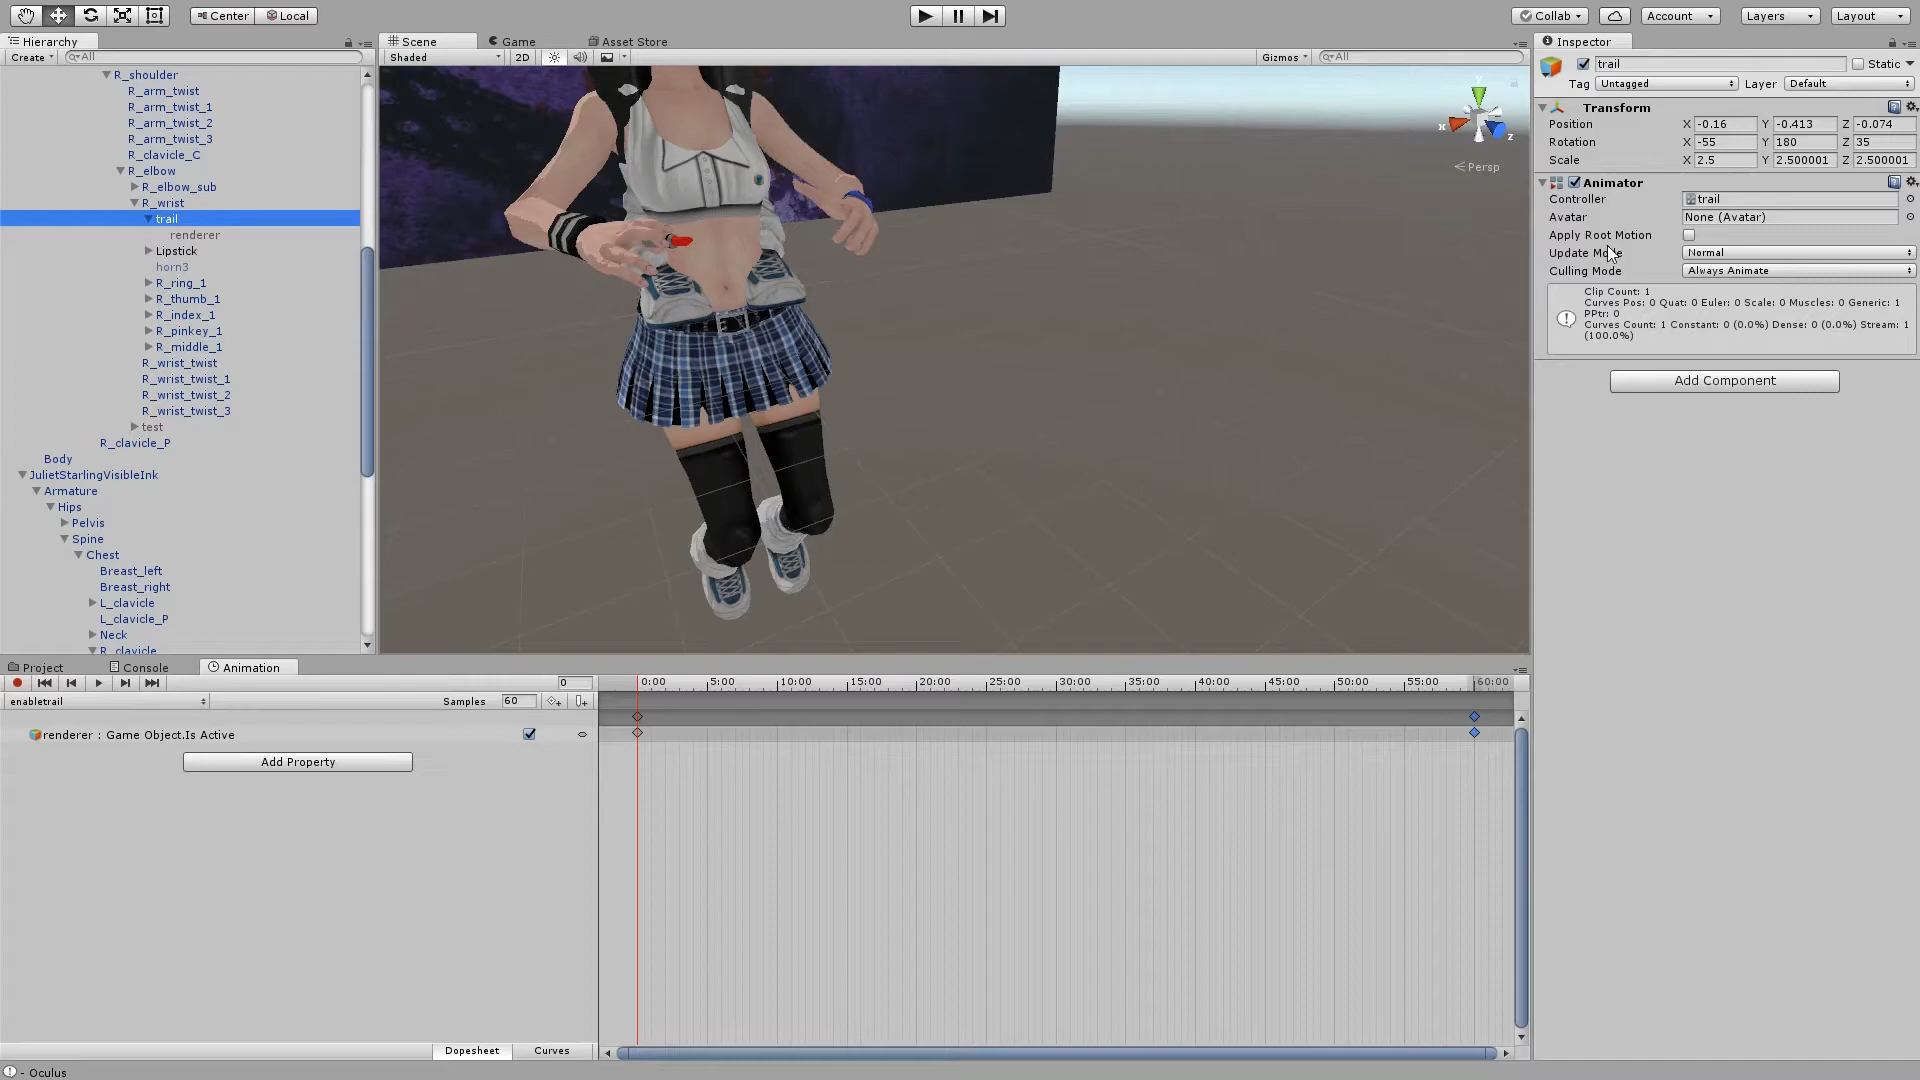 Center
Local
Collab
Account
Layers
Layout
Hierarchy
Create
All
R_shoulder
R_arm_twist
R_arm_twist_1
R_arm_twist_2
R_arm_twist_3
R_clavicle_C
R_elbow
R_elbow_sub
R_wrist
trail
renderer
Lipstick
horn3
R_ring_1
R_thumb_1
R_index_1
R_pinkey_1
R_middle_1
R_wrist_twist
R_wrist_twist_1
R_wrist_twist_2
R_wrist_twist_3
test
R_clavicle_P
Body
JulietStarlingVisibleInk
Armature
Hips
Pelvis
Spine
Chest
Breast_left
Breast_right
L_clavicle
L_clavicle_P
Neck
R_clavicle
Scene
Game
Asset Store
Shaded
2D
Gizmos
All
y
x
z
Persp
Inspector
trail
Static
Tag Untagged Layer Default
Transform
Position X -0.16 Y -0.413 Z -0.074
Rotation X -55 Y 180 Z 35
Scale X 2.5 Y 2.500001 Z 2.500001
Animator
Controller trail
Avatar None (Avatar)
Apply Root Motion
Update Mode Normal
Culling Mode Always Animate
Clip Count: 1
Curves Pos: 0 Quat: 0 Euler: 0 Scale: 0 Muscles: 0 Generic: 1
PPtr: 0
Curves Count: 1 Constant: 0 (0.0%) Dense: 0 (0.0%) Stream: 1
(100.0%)
Add Component
Project
Console
Animation
0
0:00 5:00 10:00 15:00 20:00 25:00 30:00 35:00 40:00 45:00 50:00 55:00 60:00
enabletrail
Samples 60
renderer : Game Object.Is Active
Add Property
Dopesheet
Curves
- Oculus